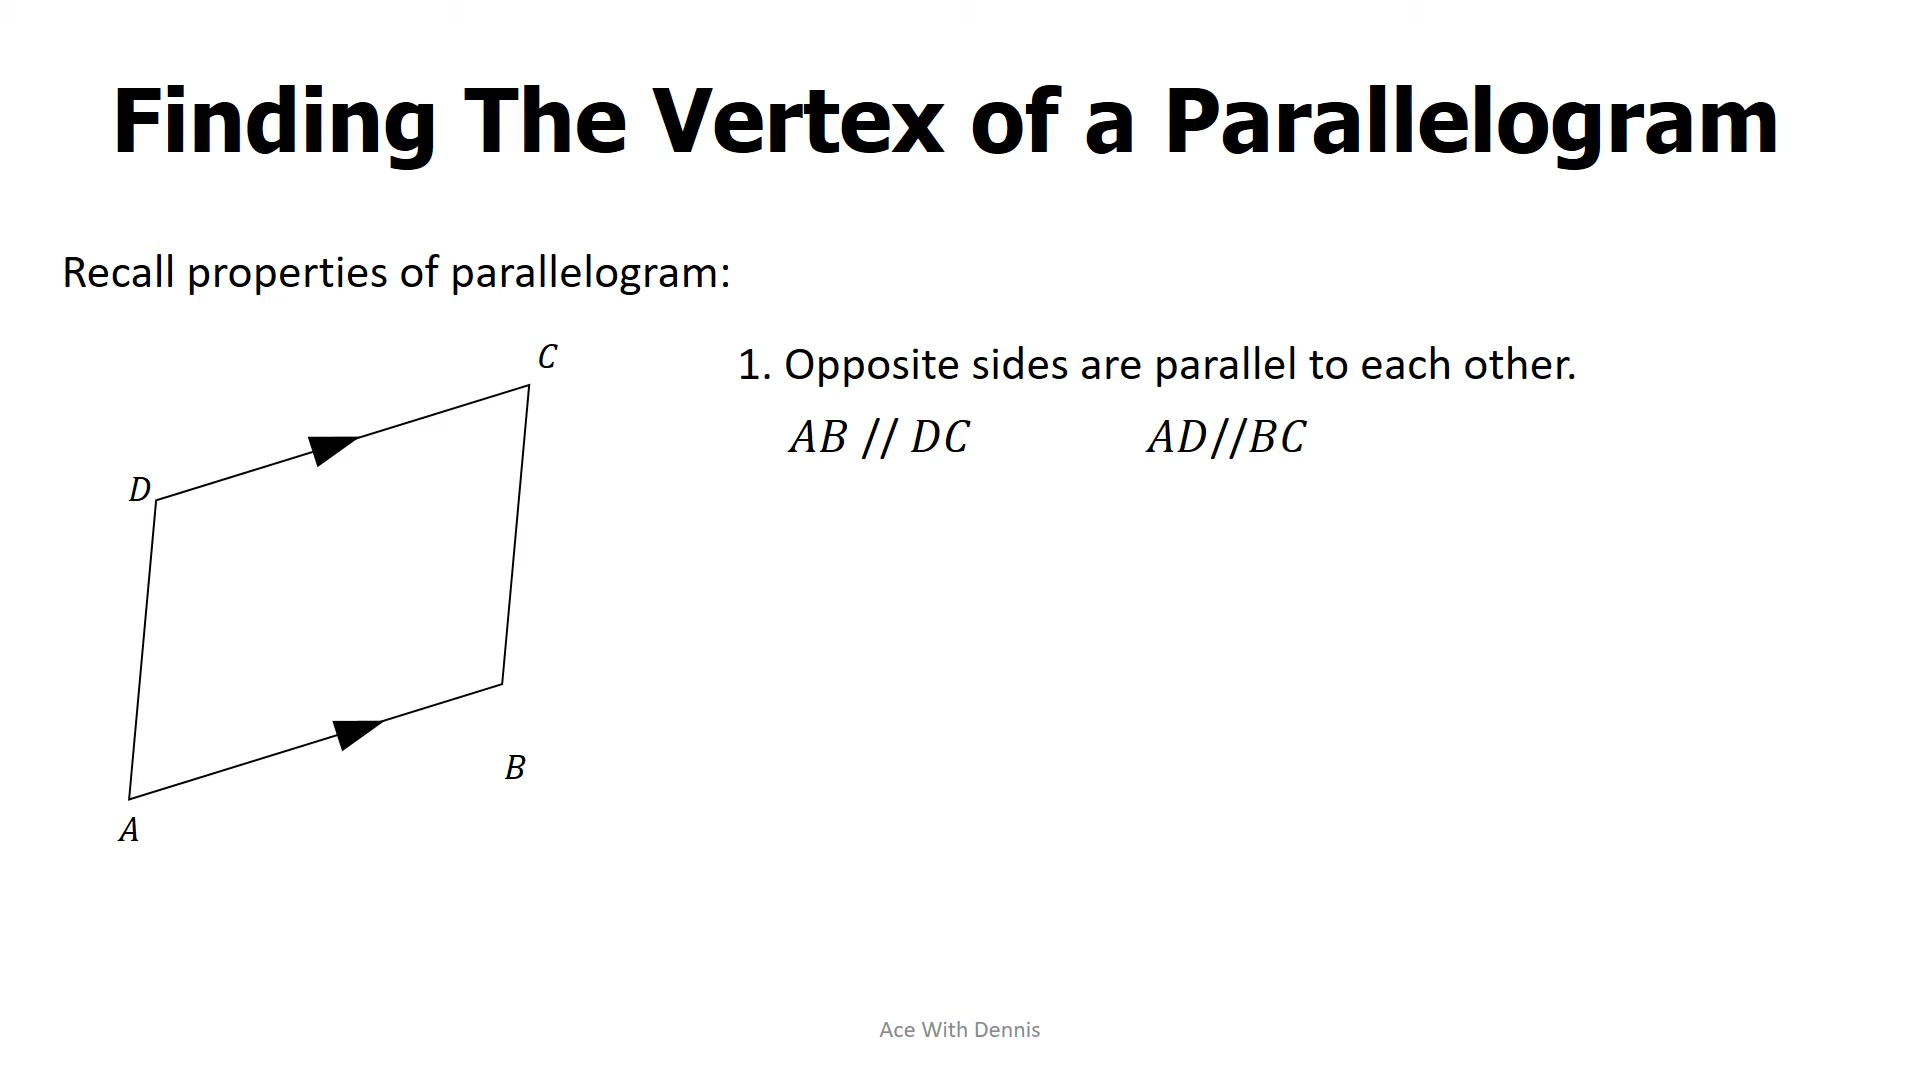 Finding The Vertex of a Parallelogram
Recall properties of parallelogram:
C
1. Opposite sides are parallel to each other.
AB // DC AD//BC
D
B
A
Ace With Dennis